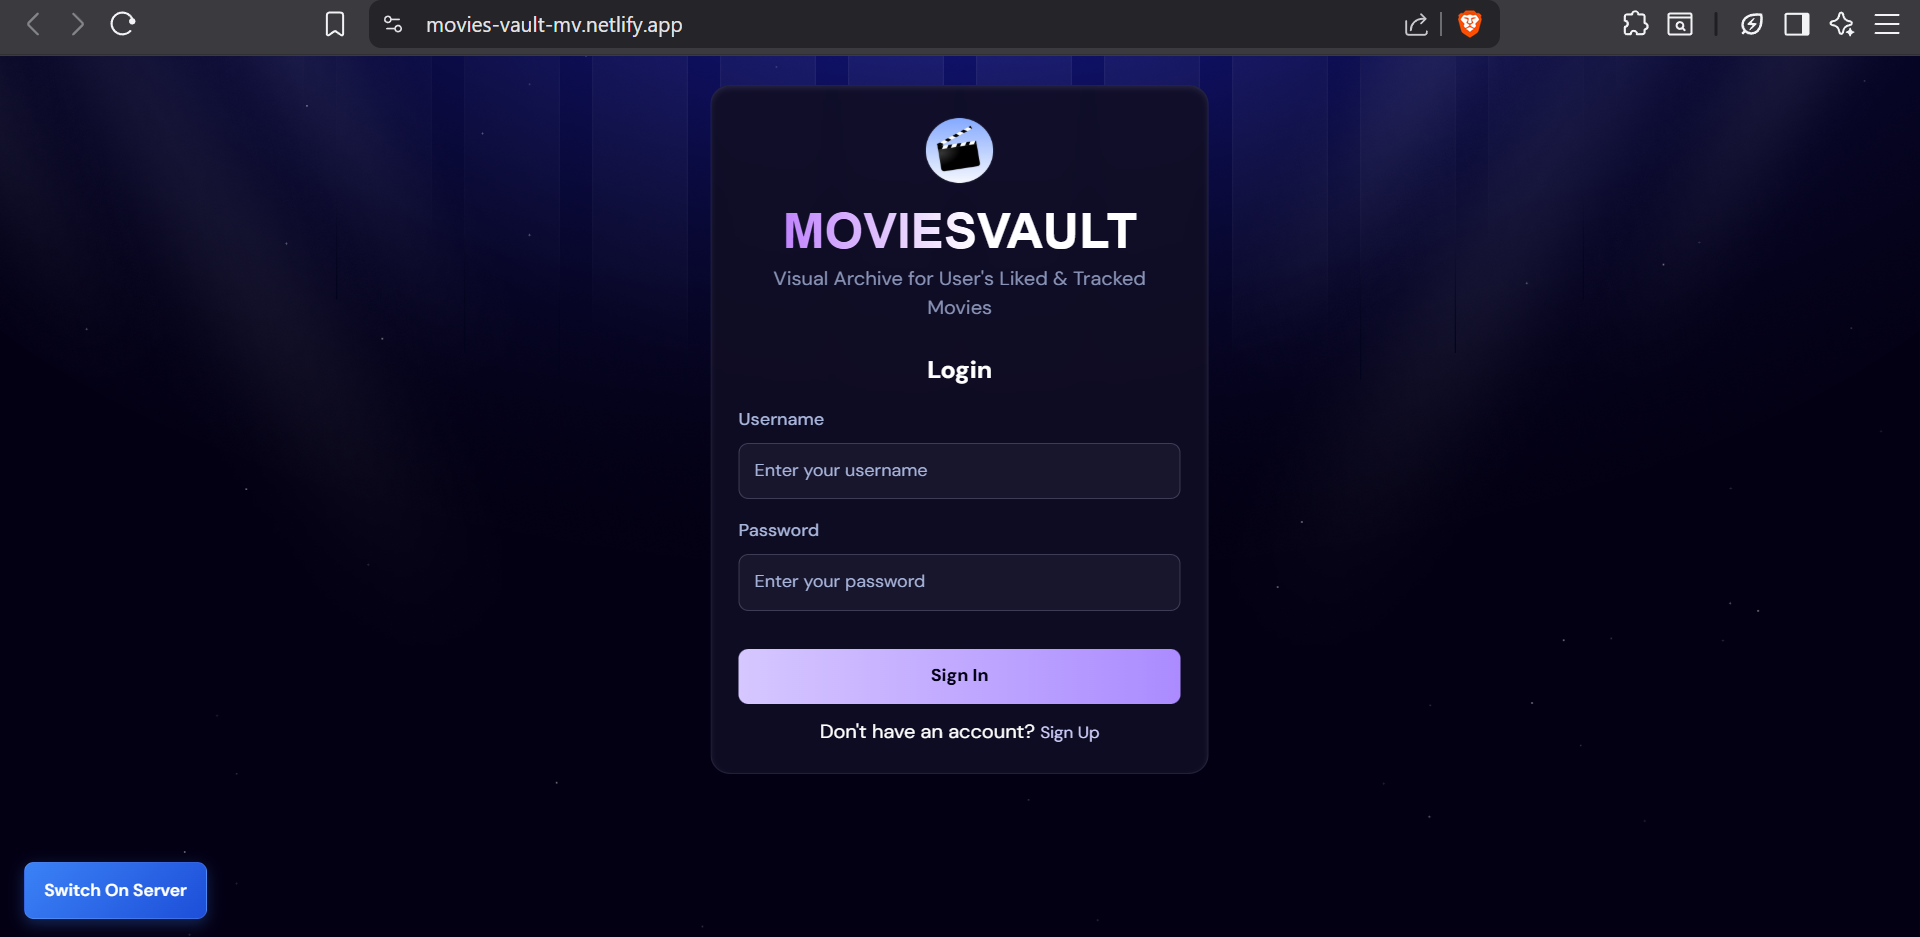 movies-vault-mv.netlify.app
MOVIESVAULT
Visual Archive for User's Liked & Tracked
Movies
Login
Username
Enter your username
Password
Enter your password
Sign In
Don't have an account? Sign Up
Switch On Server